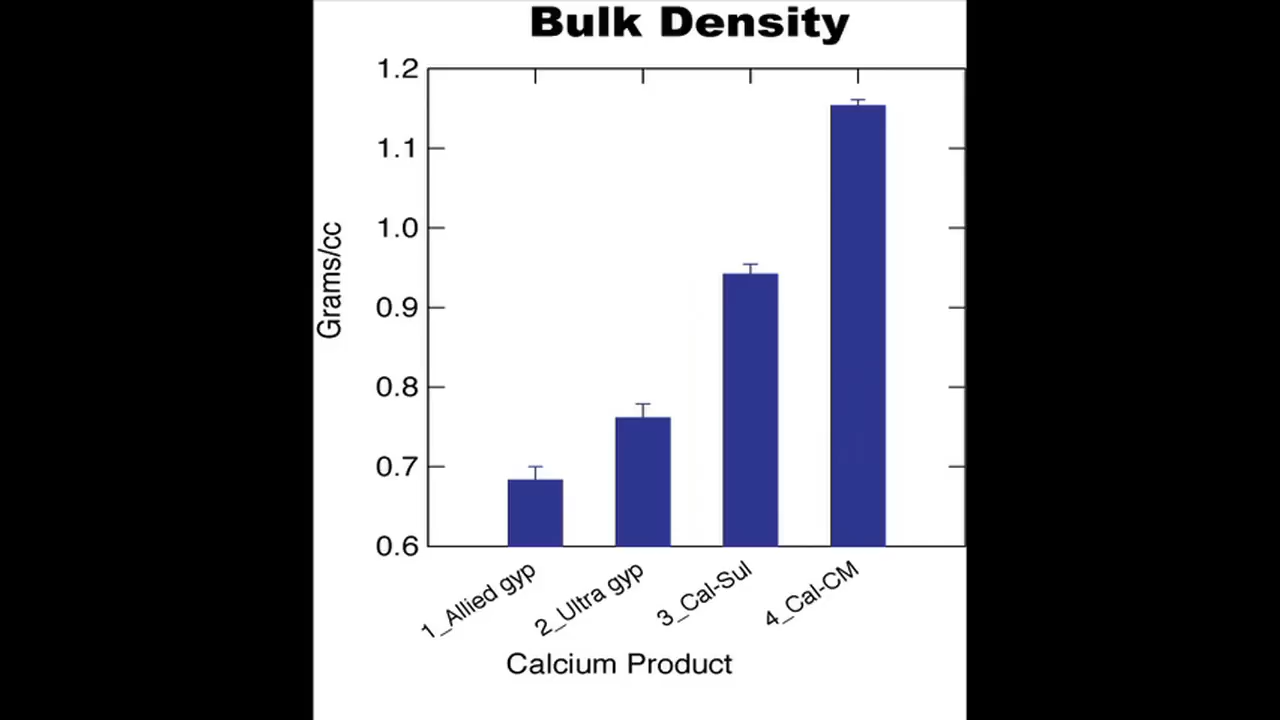 Bulk Density
1.2
1.1
1.0
0.9
0.8
0.7
0.6
Grams/cc
1_Allied gyp
2_Ultra gyp
3_Cal-Sul
4_Cal-CM
Calcium Product